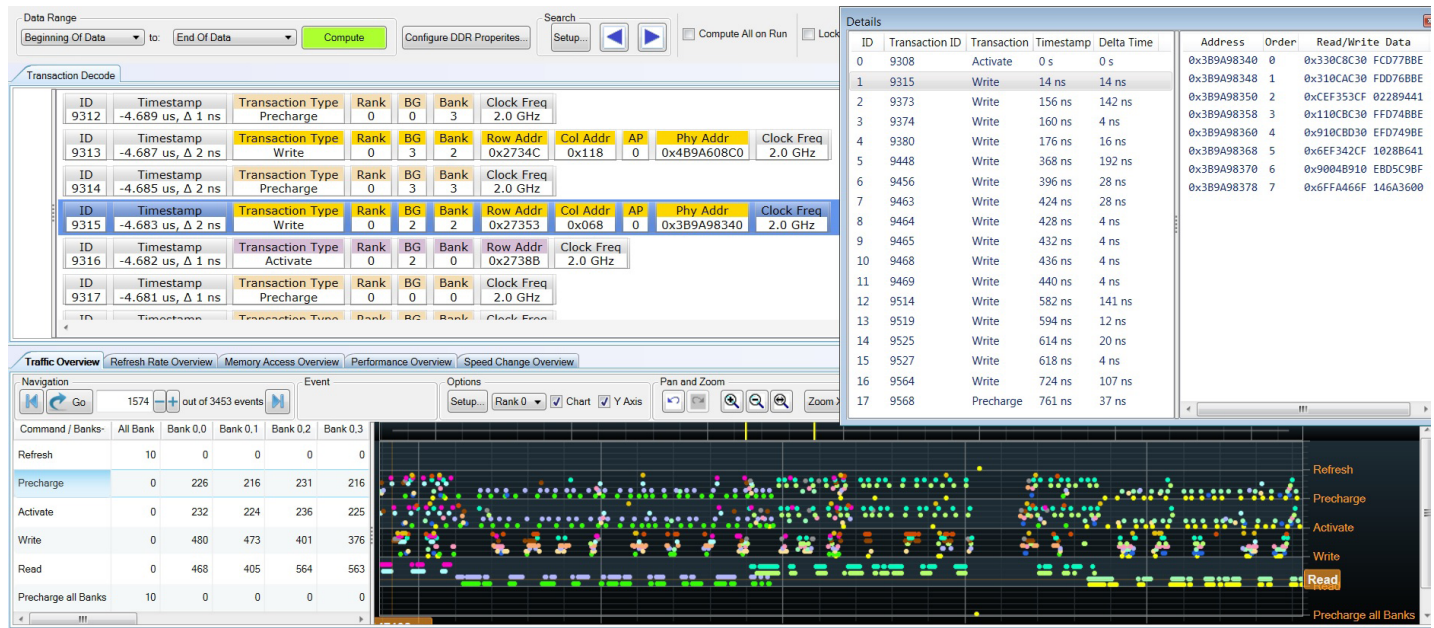 Data Range
Beginning Of Data to: End Of Data Compute Configure DDR Properites... Search Setup... Compute All on Run Lock
Transaction Decode
ID Timestamp Transaction Type Rank BG Bank Clock Freq
9312 -4.689 us, Δ 1 ns Precharge 0 0 3 2.0 GHz
ID Timestamp Transaction Type Rank BG Bank Row Addr Col Addr AP Phy Addr Clock Freq
9313 -4.687 us, Δ 2 ns Write 0 3 2 0x2734C 0x118 0 0x4B9A608C0 2.0 GHz
ID Timestamp Transaction Type Rank BG Bank Clock Freq
9314 -4.685 us, Δ 2 ns Precharge 0 3 3 2.0 GHz
ID Timestamp Transaction Type Rank BG Bank Row Addr Col Addr AP Phy Addr Clock Freq
9315 -4.683 us, Δ 2 ns Write 0 2 2 0x27353 0x068 0 0x3B9A98340 2.0 GHz
ID Timestamp Transaction Type Rank BG Bank Row Addr Clock Freq
9316 -4.682 us, Δ 1 ns Activate 0 2 0 0x2738B 2.0 GHz
ID Timestamp Transaction Type Rank BG Bank Clock Freq
9317 -4.681 us, Δ 1 ns Precharge 0 0 0 2.0 GHz
ID Timestamp Transaction Type Rank BG Bank Clock Freq
Details
ID Transaction ID Transaction Timestamp Delta Time
0 9308 Activate 0 s 0 s
1 9315 Write 14 ns 14 ns
2 9373 Write 156 ns 142 ns
3 9374 Write 160 ns 4 ns
4 9380 Write 176 ns 16 ns
5 9448 Write 368 ns 192 ns
6 9456 Write 396 ns 28 ns
7 9463 Write 424 ns 28 ns
8 9464 Write 428 ns 4 ns
9 9465 Write 432 ns 4 ns
10 9468 Write 436 ns 4 ns
11 9469 Write 440 ns 4 ns
12 9514 Write 582 ns 141 ns
13 9519 Write 594 ns 12 ns
14 9525 Write 614 ns 20 ns
15 9527 Write 618 ns 4 ns
16 9564 Write 724 ns 107 ns
17 9568 Precharge 761 ns 37 ns
Address Order Read/Write Data
0x3B9A98340 0 0x330C8C30 FCD77BBE
0x3B9A98348 1 0x310CAC30 FDD76BBE
0x3B9A98350 2 0xCEF353CF 02289441
0x3B9A98358 3 0x110CBC30 FFD74BBE
0x3B9A98360 4 0x910CBD30 EFD749BE
0x3B9A98368 5 0x6EF342CF 1028B641
0x3B9A98370 6 0x9004B910 EBD5C9BF
0x3B9A98378 7 0x6FFA466F 146A3600
Traffic Overview Refresh Rate Overview Memory Access Overview Performance Overview Speed Change Overview
Navigation Event Options Pan and Zoom
Go 1574 out of 3453 events Setup... Rank 0 Chart Y Axis Zoom X
Command / Banks- All Bank Bank 0,0 Bank 0,1 Bank 0,2 Bank 0,3
Refresh 10 0 0 0 0
Precharge 0 226 216 231 216
Activate 0 232 224 236 225
Write 0 480 473 401 376
Read 0 468 405 564 563
Precharge all Banks 10 0 0 0 0
Refresh
Precharge
Activate
Write
Read
Precharge all Banks